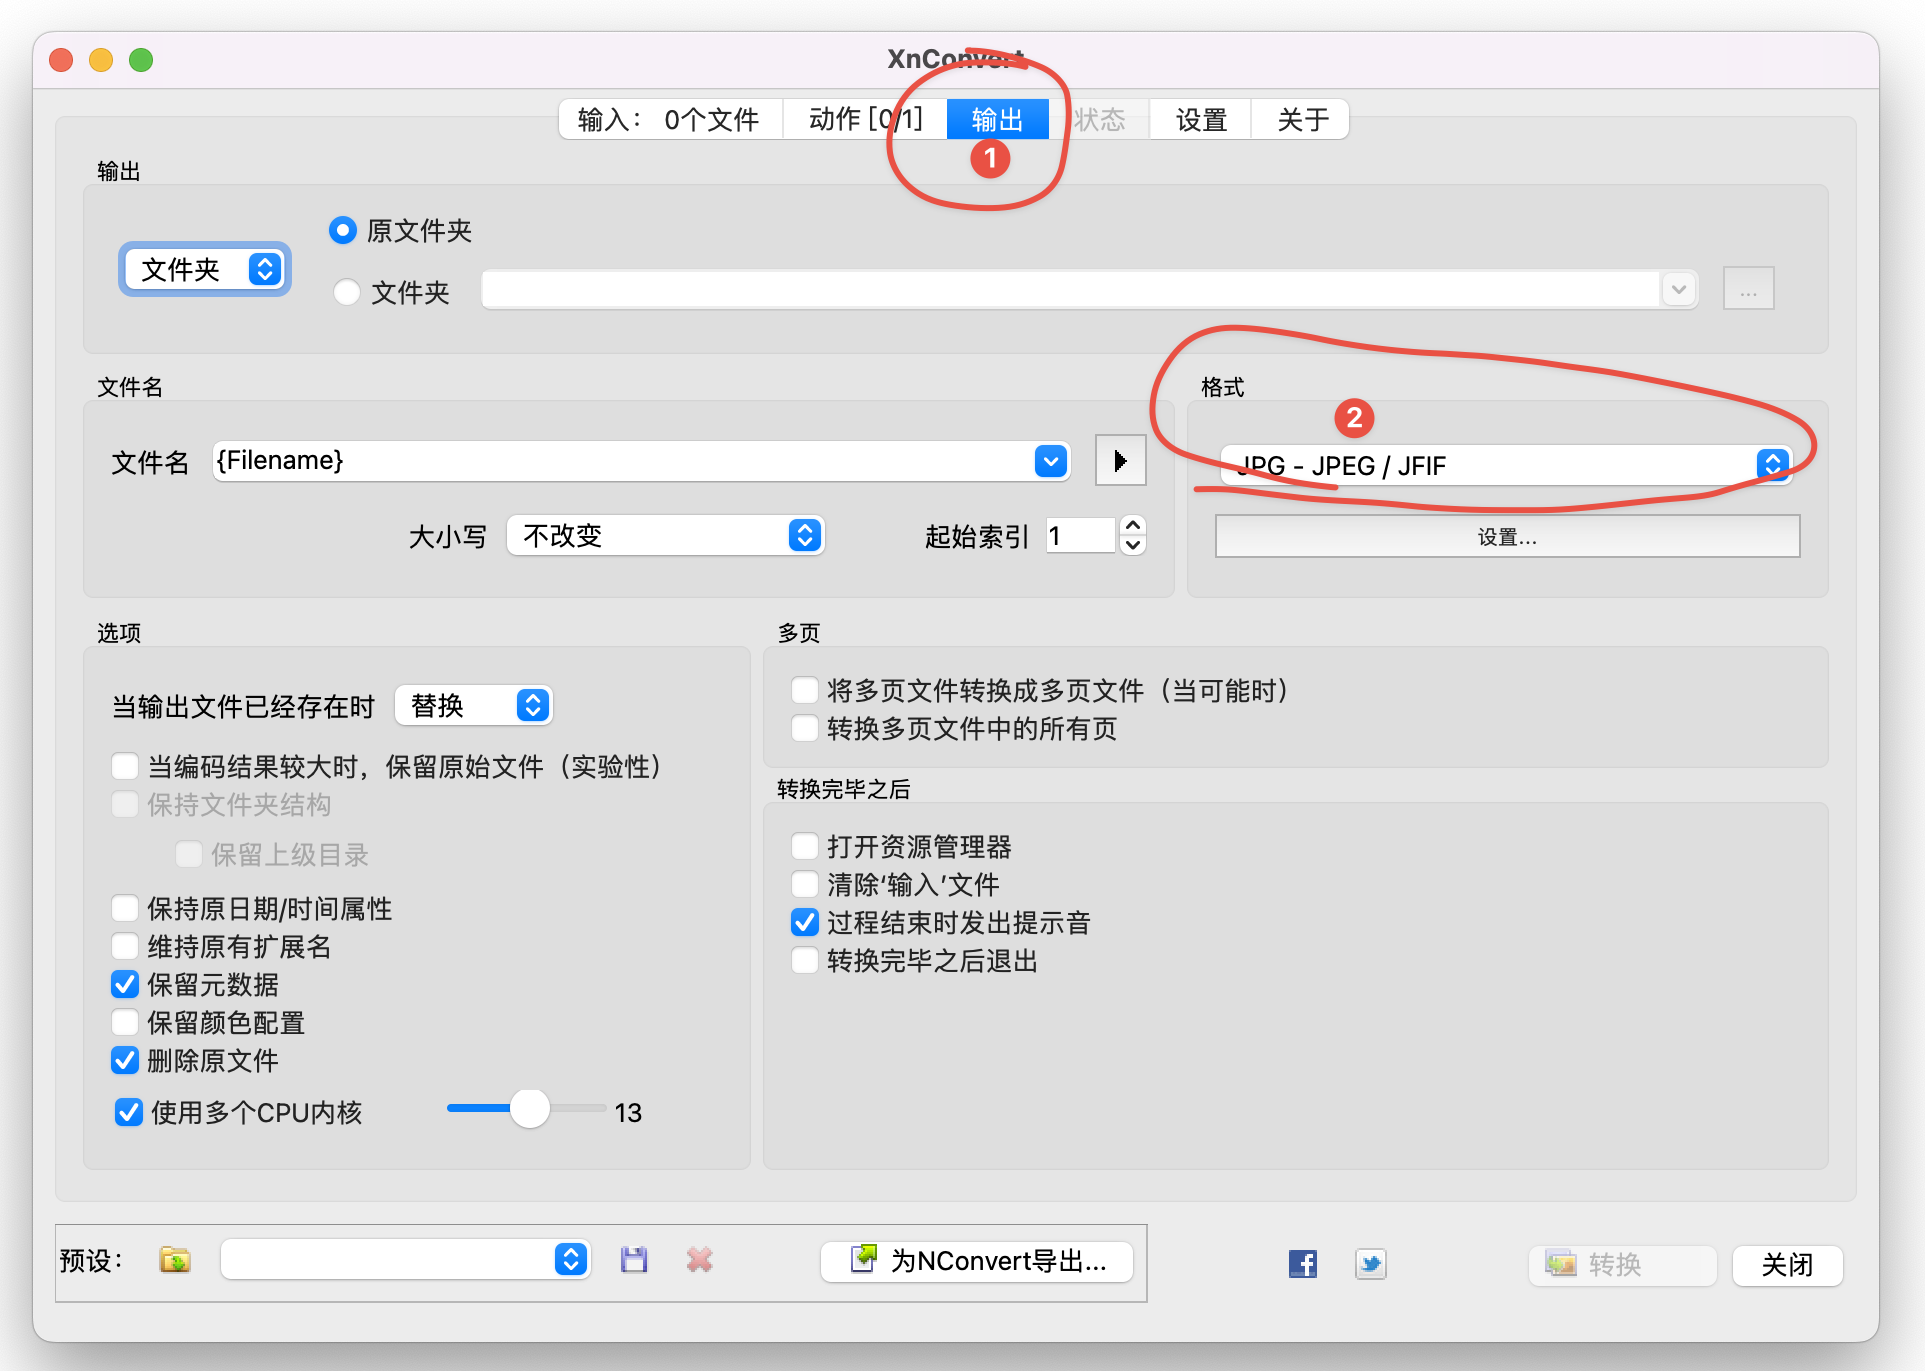 XnConvert
输入： 0个文件
动作 [0/1]
输出
状态
设置
关于
1
输出
文件夹
原文件夹
文件夹
...
文件名
格式
2
文件名
{Filename}
JPG - JPEG / JFIF
大小写
不改变
起始索引
1
设置...
选项
多页
当输出文件已经存在时
替换
将多页文件转换成多页文件（当可能时）
转换多页文件中的所有页
当编码结果较大时，保留原始文件（实验性）
保持文件夹结构
保留上级目录
保持原日期/时间属性
维持原有扩展名
保留元数据
保留颜色配置
删除原文件
使用多个CPU内核
13
转换完毕之后
打开资源管理器
清除‘输入’文件
过程结束时发出提示音
转换完毕之后退出
预设：
为NConvert导出...
转换
关闭